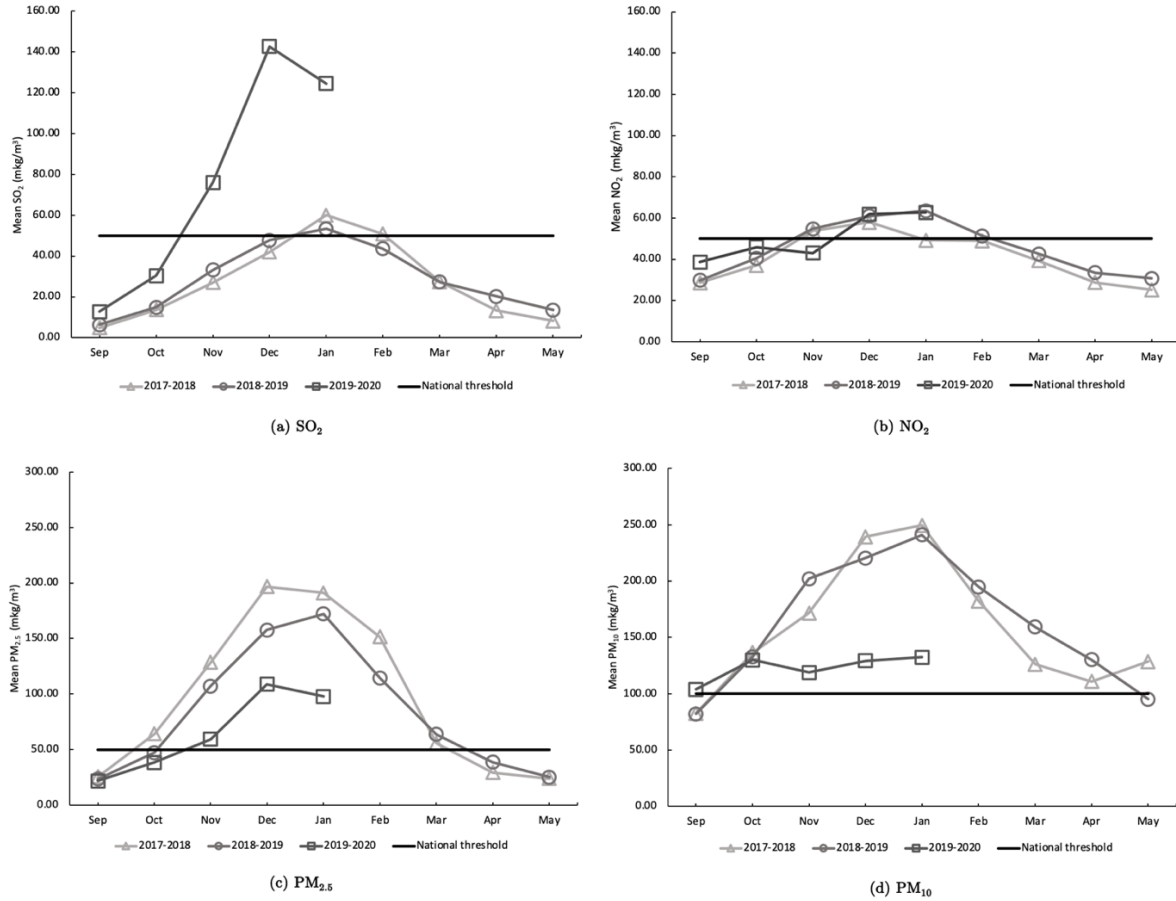 160.00
140.00
120.00
100.00
80.00
60.00
40.00
20.00
0.00
Mean SO₂ (mkg/m³)
Sep Oct Nov Dec Jan Feb Mar Apr May
2017-2018 2018-2019 2019-2020 National threshold
(a) SO₂
160.00
140.00
120.00
100.00
80.00
60.00
40.00
20.00
0.00
Mean NO₂ (mkg/m³)
Sep Oct Nov Dec Jan Feb Mar Apr May
2017-2018 2018-2019 2019-2020 National threshold
(b) NO₂
300.00
250.00
200.00
150.00
100.00
50.00
0.00
Mean PM₂.₅ (mkg/m³)
Sep Oct Nov Dec Jan Feb Mar Apr May
2017-2018 2018-2019 2019-2020 National threshold
(c) PM₂.₅
300.00
250.00
200.00
150.00
100.00
50.00
0.00
Mean PM₁₀ (mkg/m³)
Sep Oct Nov Dec Jan Feb Mar Apr May
2017-2018 2018-2019 2019-2020 National threshold
(d) PM₁₀